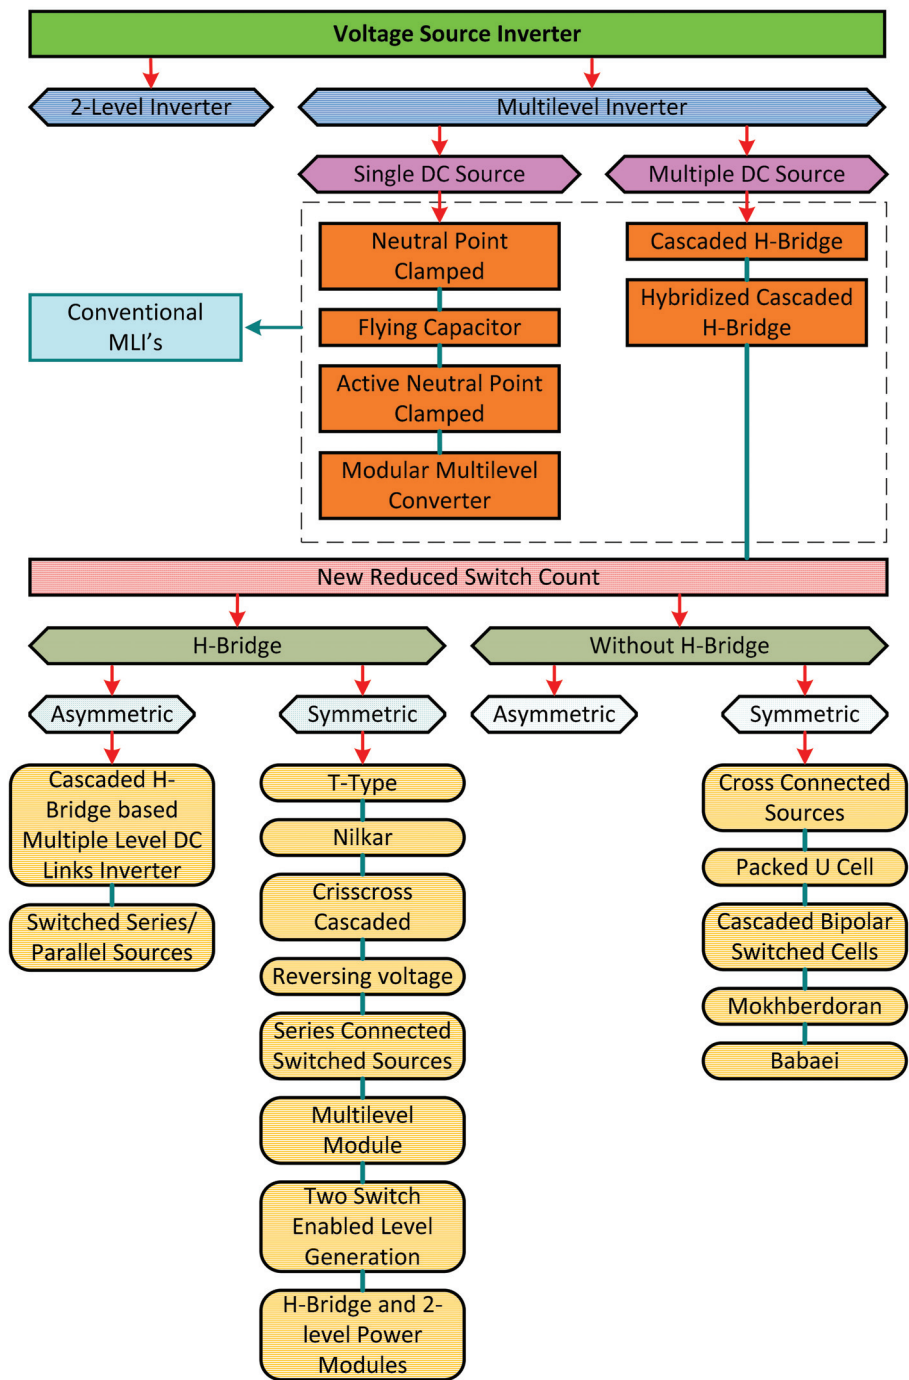 Voltage Source Inverter
2-Level Inverter
Multilevel Inverter
Single DC Source
Multiple DC Source
Neutral Point
Clamped
Flying Capacitor
Active Neutral Point
Clamped
Modular Multilevel
Converter
Cascaded H-Bridge
Hybridized Cascaded
H-Bridge
Conventional
MLI's
New Reduced Switch Count
H-Bridge
Without H-Bridge
Asymmetric
Symmetric
Asymmetric
Symmetric
Cascaded H-
Bridge based
Multiple Level DC
Links Inverter
Switched Series/
Parallel Sources
T-Type
Nilkar
Crisscross
Cascaded
Reversing voltage
Series Connected
Switched Sources
Multilevel
Module
Two Switch
Enabled Level
Generation
H-Bridge and 2-
level Power
Modules
Cross Connected
Sources
Packed U Cell
Cascaded Bipolar
Switched Cells
Mokhberdoran
Babaei